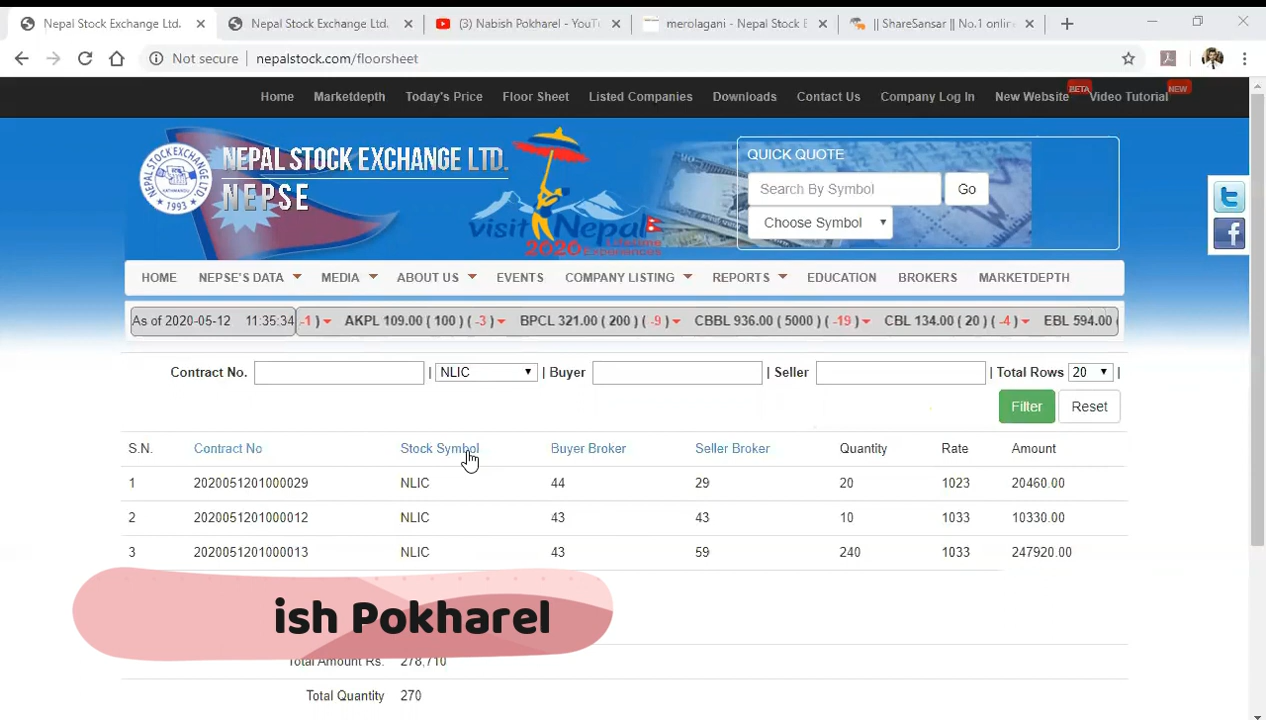 Nepal Stock Exchange Ltd.
Nepal Stock Exchange Ltd.
(3) Nabish Pokharel - YouTu
merolagani - Nepal Stock E
|| ShareSansar || No.1 onlin
Not secure | nepalstock.com/floorsheet
Home Marketdepth Today's Price Floor Sheet Listed Companies Downloads Contact Us Company Log In New Website BETA Video Tutorial NEW
NEPAL STOCK EXCHANGE LTD.
NEPSE
NEPAL STOCK EXCHANGE LTD
KATHMANDU
1993
visit Nepal
2020 Lifetime
Experiences
QUICK QUOTE
Search By Symbol Go
Choose Symbol
HOME NEPSE'S DATA MEDIA ABOUT US EVENTS COMPANY LISTING REPORTS EDUCATION BROKERS MARKETDEPTH
As of 2020-05-12 11:35:34 -1 ) AKPL 109.00 ( 100 ) ( -3 ) BPCL 321.00 ( 200 ) ( -9 ) CBBL 936.00 ( 5000 ) ( -19 ) CBL 134.00 ( 20 ) ( -4 ) EBL 594.00 (
Contract No. | NLIC | Buyer | Seller | Total Rows 20 |
Filter Reset
S.N. Contract No Stock Symbol Buyer Broker Seller Broker Quantity Rate Amount
1 2020051201000029 NLIC 44 29 20 1023 20460.00
2 2020051201000012 NLIC 43 43 10 1033 10330.00
3 2020051201000013 NLIC 43 59 240 1033 247920.00
ish Pokharel
Total Amount Rs. 278,710
Total Quantity 270